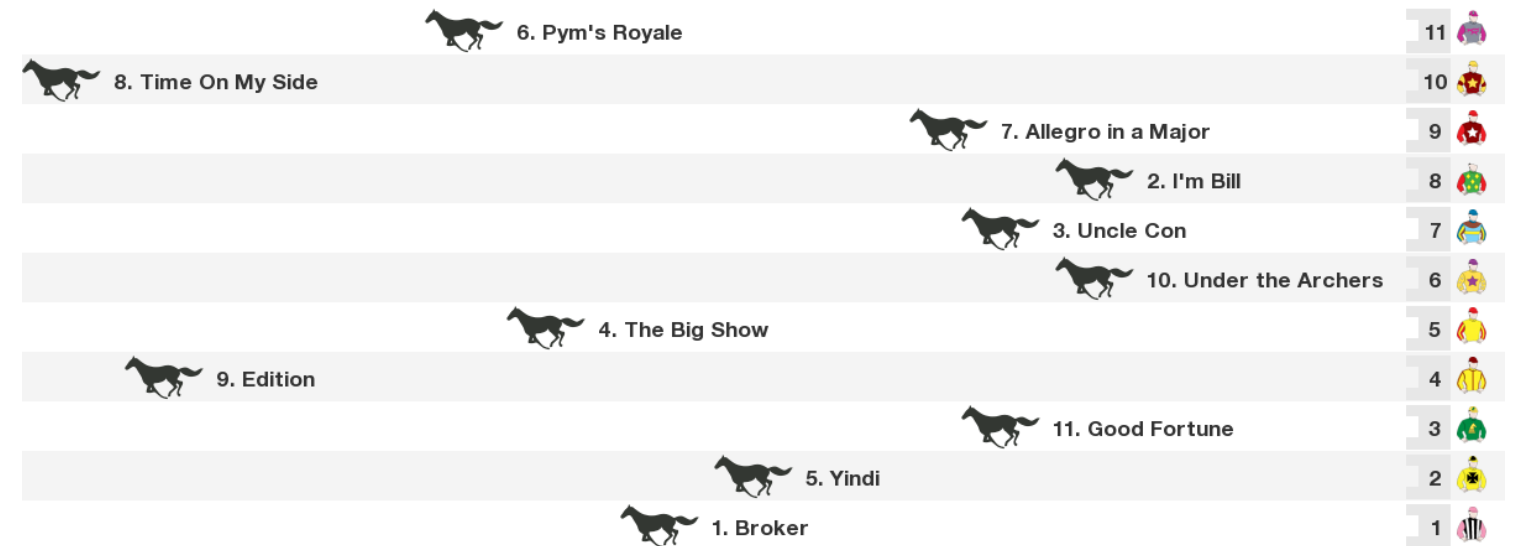 6. Pym's Royale 11
8. Time On My Side 10
7. Allegro in a Major 9
2. I'm Bill 8
3. Uncle Con 7
10. Under the Archers 6
4. The Big Show 5
9. Edition 4
11. Good Fortune 3
5. Yindi 2
1. Broker 1